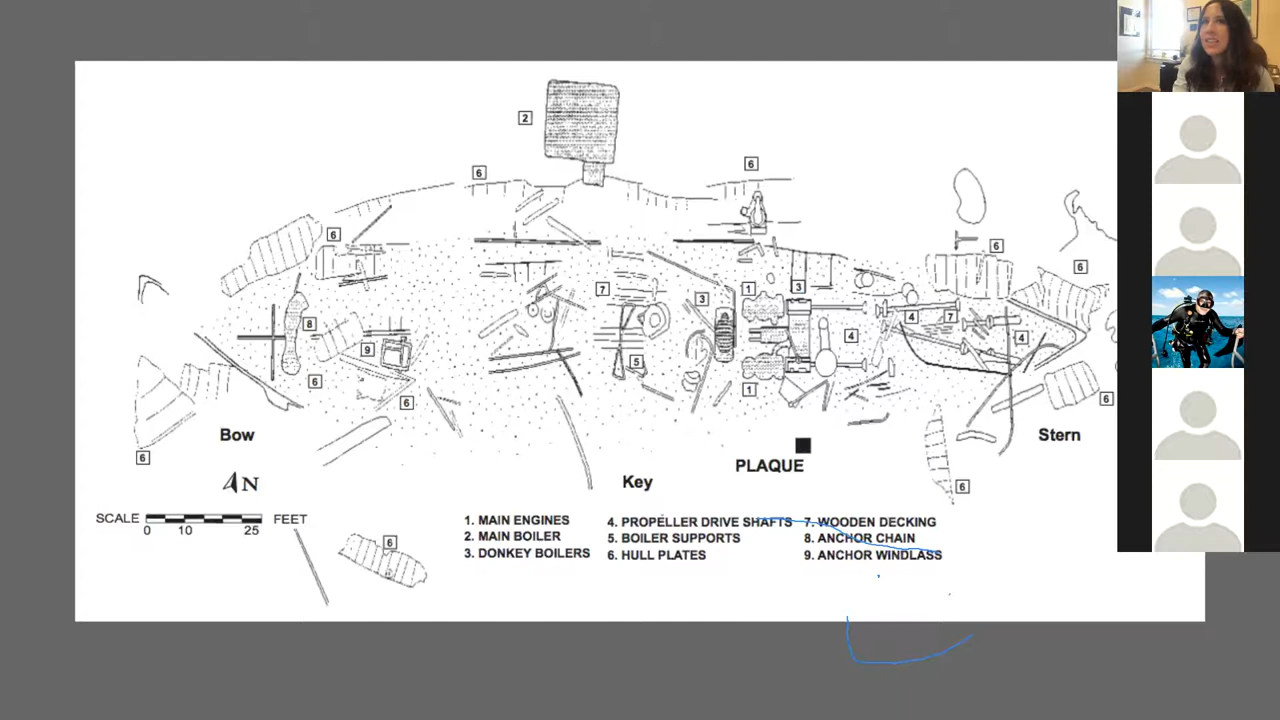 2
6
6
6
6
6
7
3
1
3
8
4
7
4
4
9
5
6
1
6
6
Bow
PLAQUE
Stern
6
N
Key
6
SCALE 0 10 25 FEET
1. MAIN ENGINES
2. MAIN BOILER
3. DONKEY BOILERS
4. PROPELLER DRIVE SHAFTS
5. BOILER SUPPORTS
6. HULL PLATES
7. WOODEN DECKING
8. ANCHOR CHAIN
9. ANCHOR WINDLASS
6